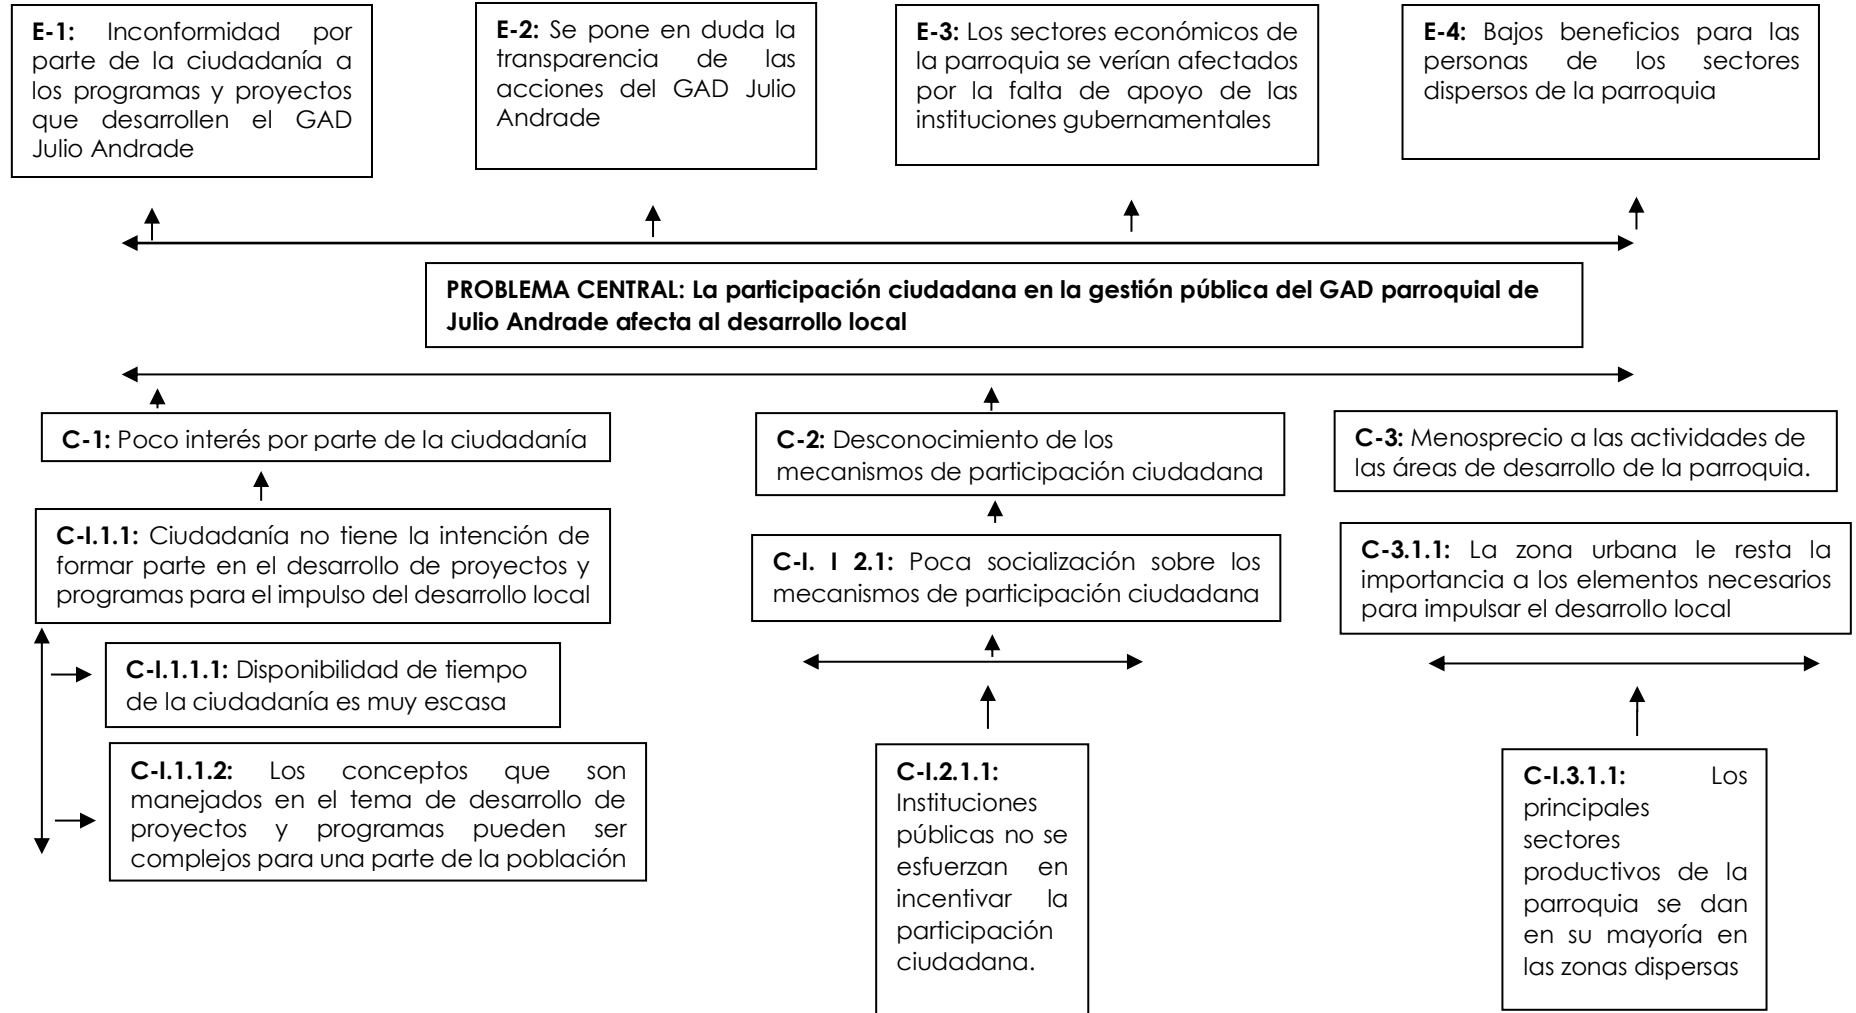 E-1: Inconformidad por
parte de la ciudadanía a
los programas y proyectos
que desarrollen el GAD
Julio Andrade
E-2: Se pone en duda la
transparencia de las
acciones del GAD Julio
Andrade
E-3: Los sectores económicos de
la parroquia se verían afectados
por la falta de apoyo de las
instituciones gubernamentales
E-4: Bajos beneficios para las
personas de los sectores
dispersos de la parroquia
PROBLEMA CENTRAL: La participación ciudadana en la gestión pública del GAD parroquial de
Julio Andrade afecta al desarrollo local
C-1: Poco interés por parte de la ciudadanía
C-2: Desconocimiento de los
mecanismos de participación ciudadana
C-3: Menosprecio a las actividades de
las áreas de desarrollo de la parroquia.
C-I.1.1: Ciudadanía no tiene la intención de
formar parte en el desarrollo de proyectos y
programas para el impulso del desarrollo local
C-I. I 2.1: Poca socialización sobre los
mecanismos de participación ciudadana
C-3.1.1: La zona urbana le resta la
importancia a los elementos necesarios
para impulsar el desarrollo local
C-I.1.1.1: Disponibilidad de tiempo
de la ciudadanía es muy escasa
C-I.1.1.2: Los conceptos que son
manejados en el tema de desarrollo de
proyectos y programas pueden ser
complejos para una parte de la población
C-I.2.1.1:
Instituciones
públicas no se
esfuerzan en
incentivar la
participación
ciudadana.
C-I.3.1.1: Los
principales
sectores
productivos de la
parroquia se dan
en su mayoría en
las zonas dispersas